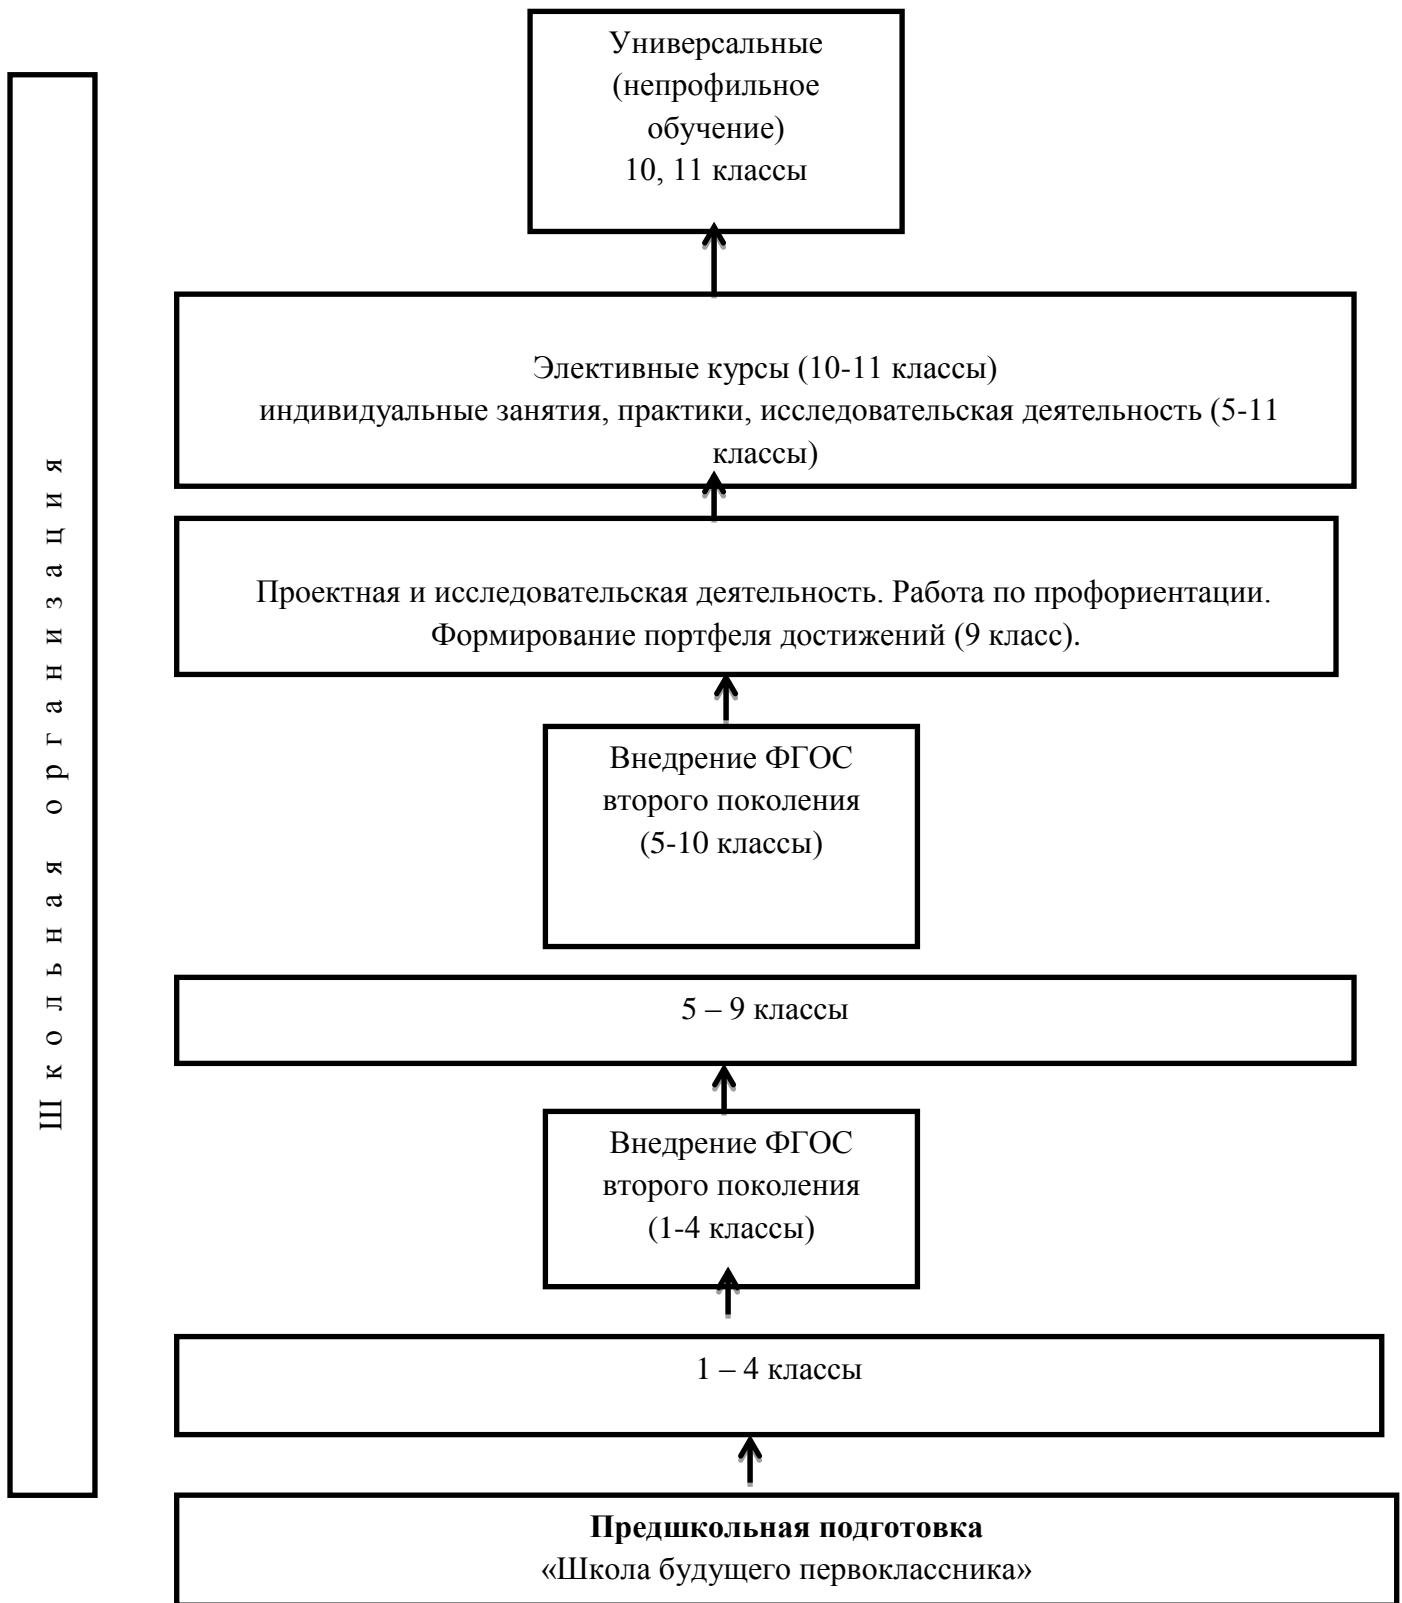 Универсальные
(непрофильное
обучение)
10, 11 классы
Школьная организация
Элективные курсы (10-11 классы)
индивидуальные занятия, практики, исследовательская деятельность (5-11
классы)
Проектная и исследовательская деятельность. Работа по профориентации.
Формирование портфеля достижений (9 класс).
Внедрение ФГОС
второго поколения
(5-10 классы)
5 – 9 классы
Внедрение ФГОС
второго поколения
(1-4 классы)
1 – 4 классы
Предшкольная подготовка
«Школа будущего первоклассника»